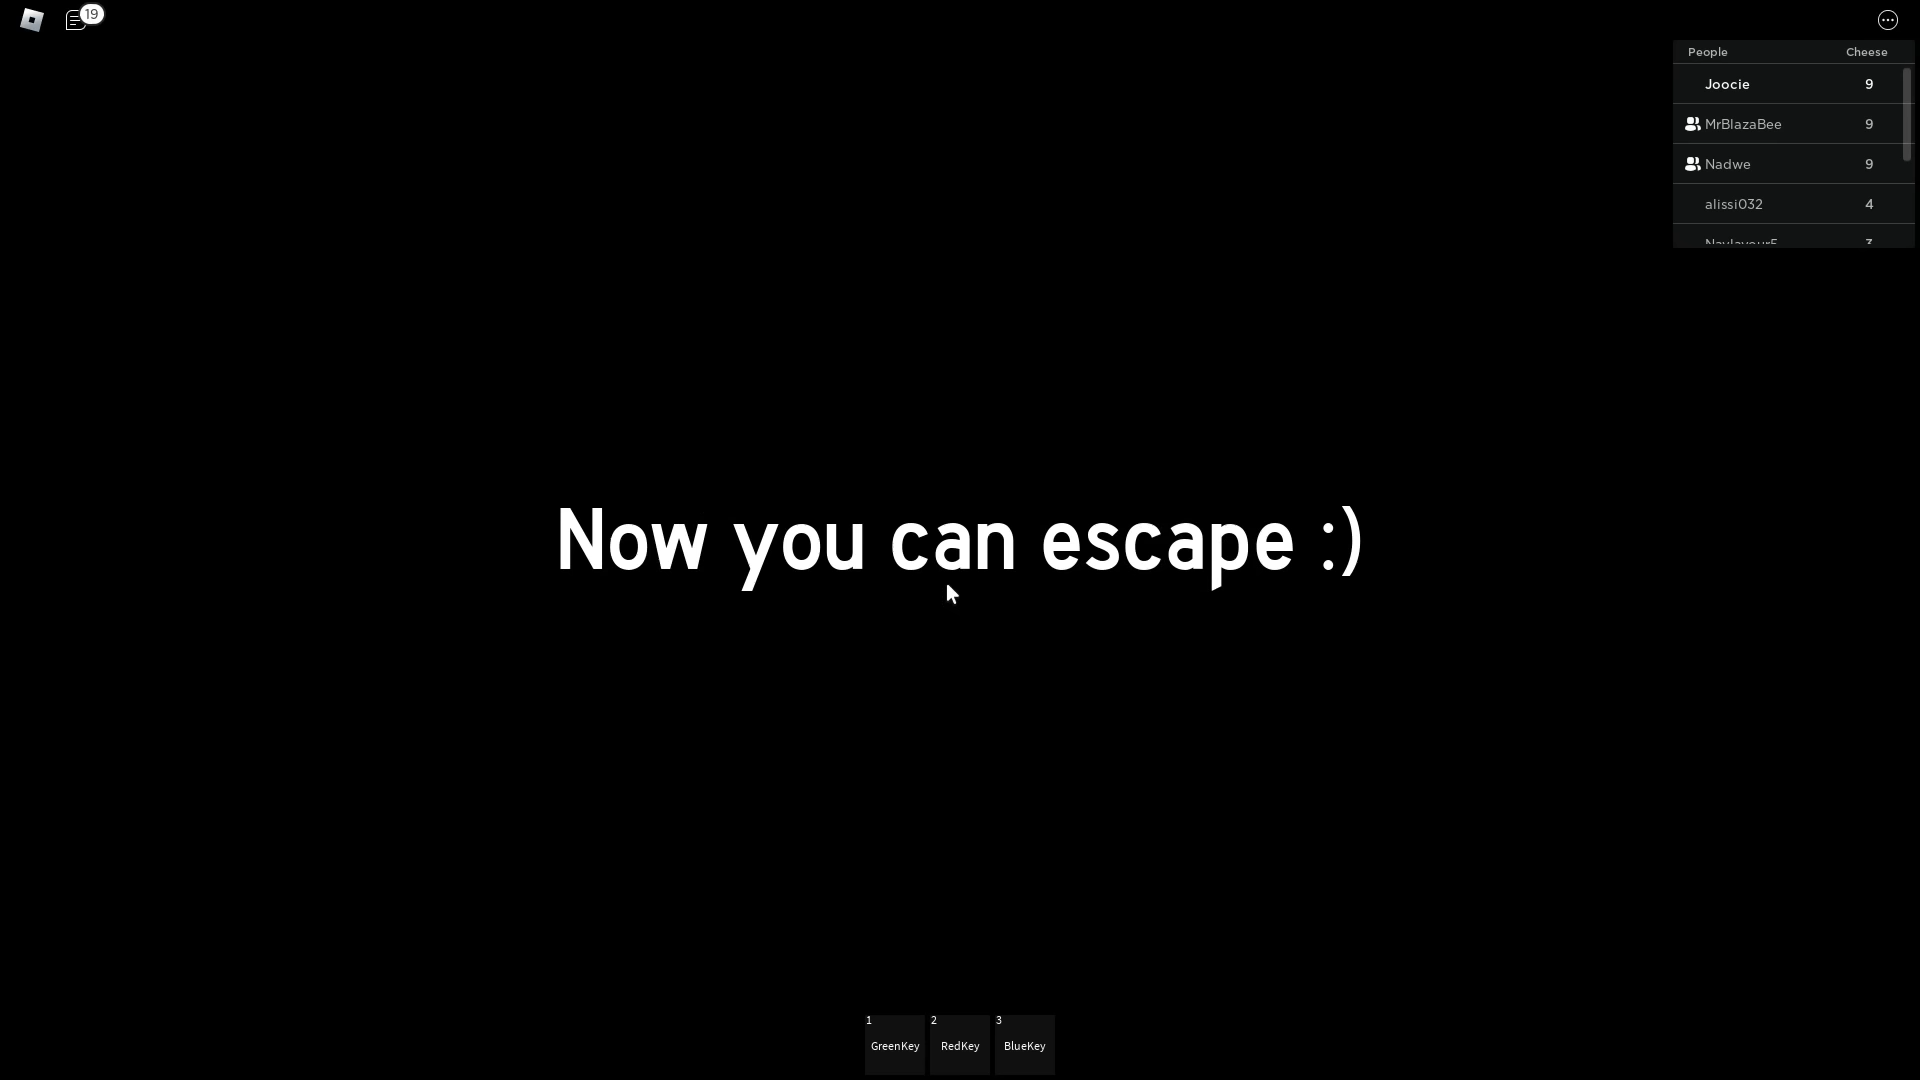 19
People Cheese
Joocie 9
MrBlazaBee 9
Nadwe 9
alissi032 4
Now you can escape :)
1 2 3
GreenKey RedKey BlueKey